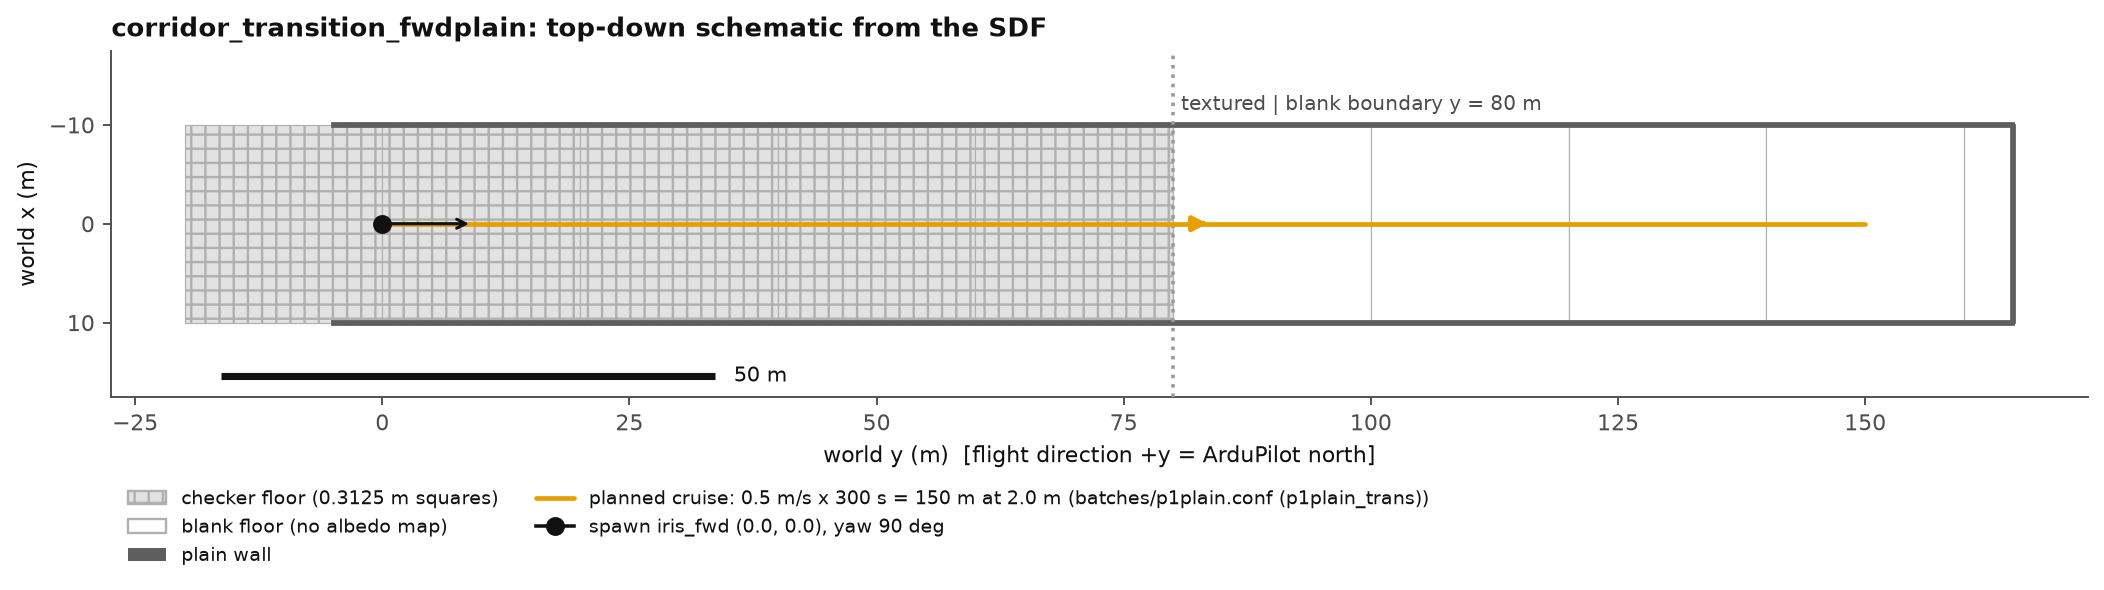 corridor_transition_fwdplain: top-down schematic from the SDF
textured | blank boundary y = 80 m
−10
0
10
world x (m)
50 m
−25
0
25
50
75
100
125
150
world y (m)  [flight direction +y = ArduPilot north]
checker floor (0.3125 m squares)
blank floor (no albedo map)
plain wall
planned cruise: 0.5 m/s x 300 s = 150 m at 2.0 m (batches/p1plain.conf (p1plain_trans))
spawn iris_fwd (0.0, 0.0), yaw 90 deg